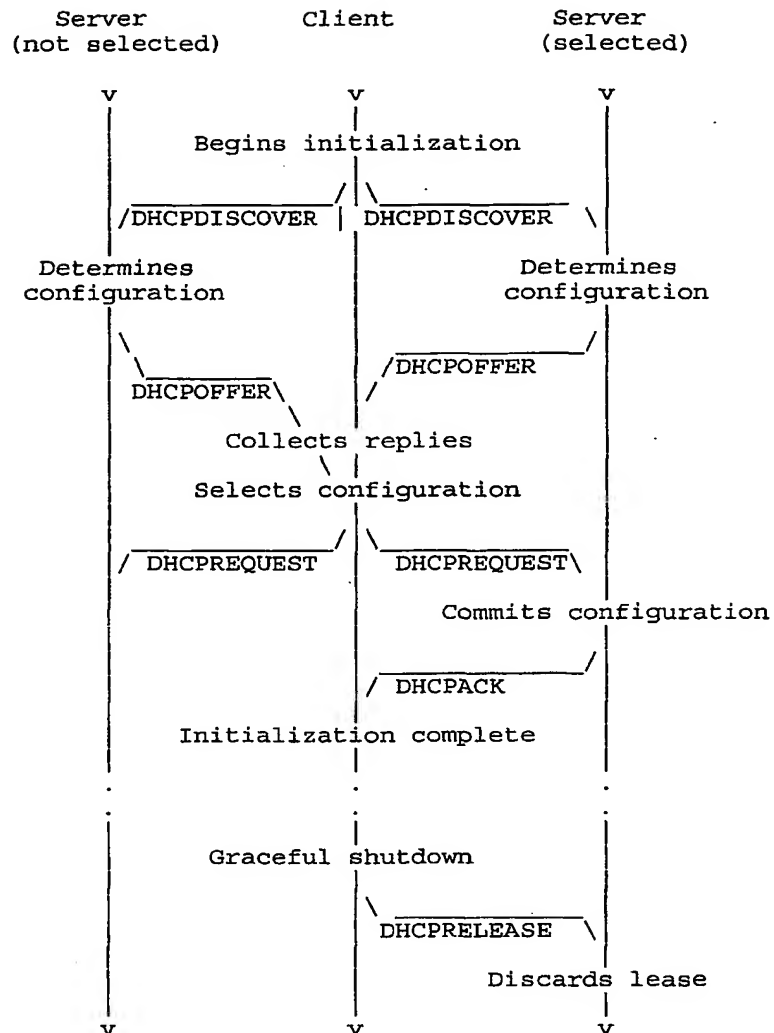 Server Client Server
(not selected) (selected)
v v v
Begins initialization
DHCPDISCOVER DHCPDISCOVER
Determines Determines
configuration configuration
DHCPOFFER
DHCPOFFER
Collects replies
Selects configuration
DHCPREQUEST DHCPREQUEST
Commits configuration
DHCPACK
Initialization complete
Graceful shutdown
DHCPRELEASE
Discards lease
v v v